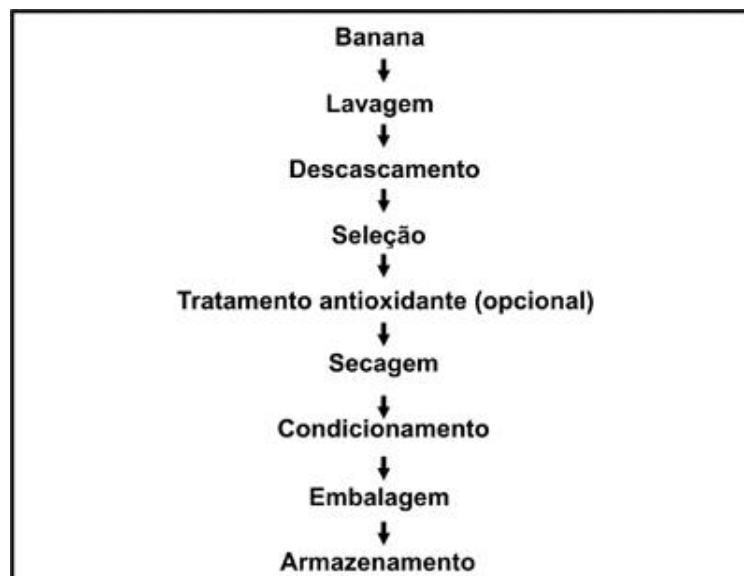 Banana
Lavagem
Descascamento
Seleção
Tratamento antioxidante (opcional)
Secagem
Condicionamento
Embalagem
Armazenamento